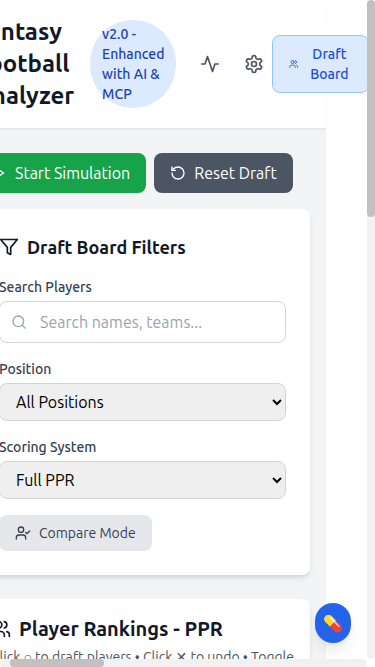 ntasy
ootball
nalyzer
v2.0 -
Enhanced
with AI &
MCP
Draft
Board
Start Simulation
Reset Draft
Draft Board Filters
Search Players
Search names, teams...
Position
All Positions
Scoring System
Full PPR
Compare Mode
Player Rankings - PPR
lick ○ to draft players • Click ✕ to undo • Toggle